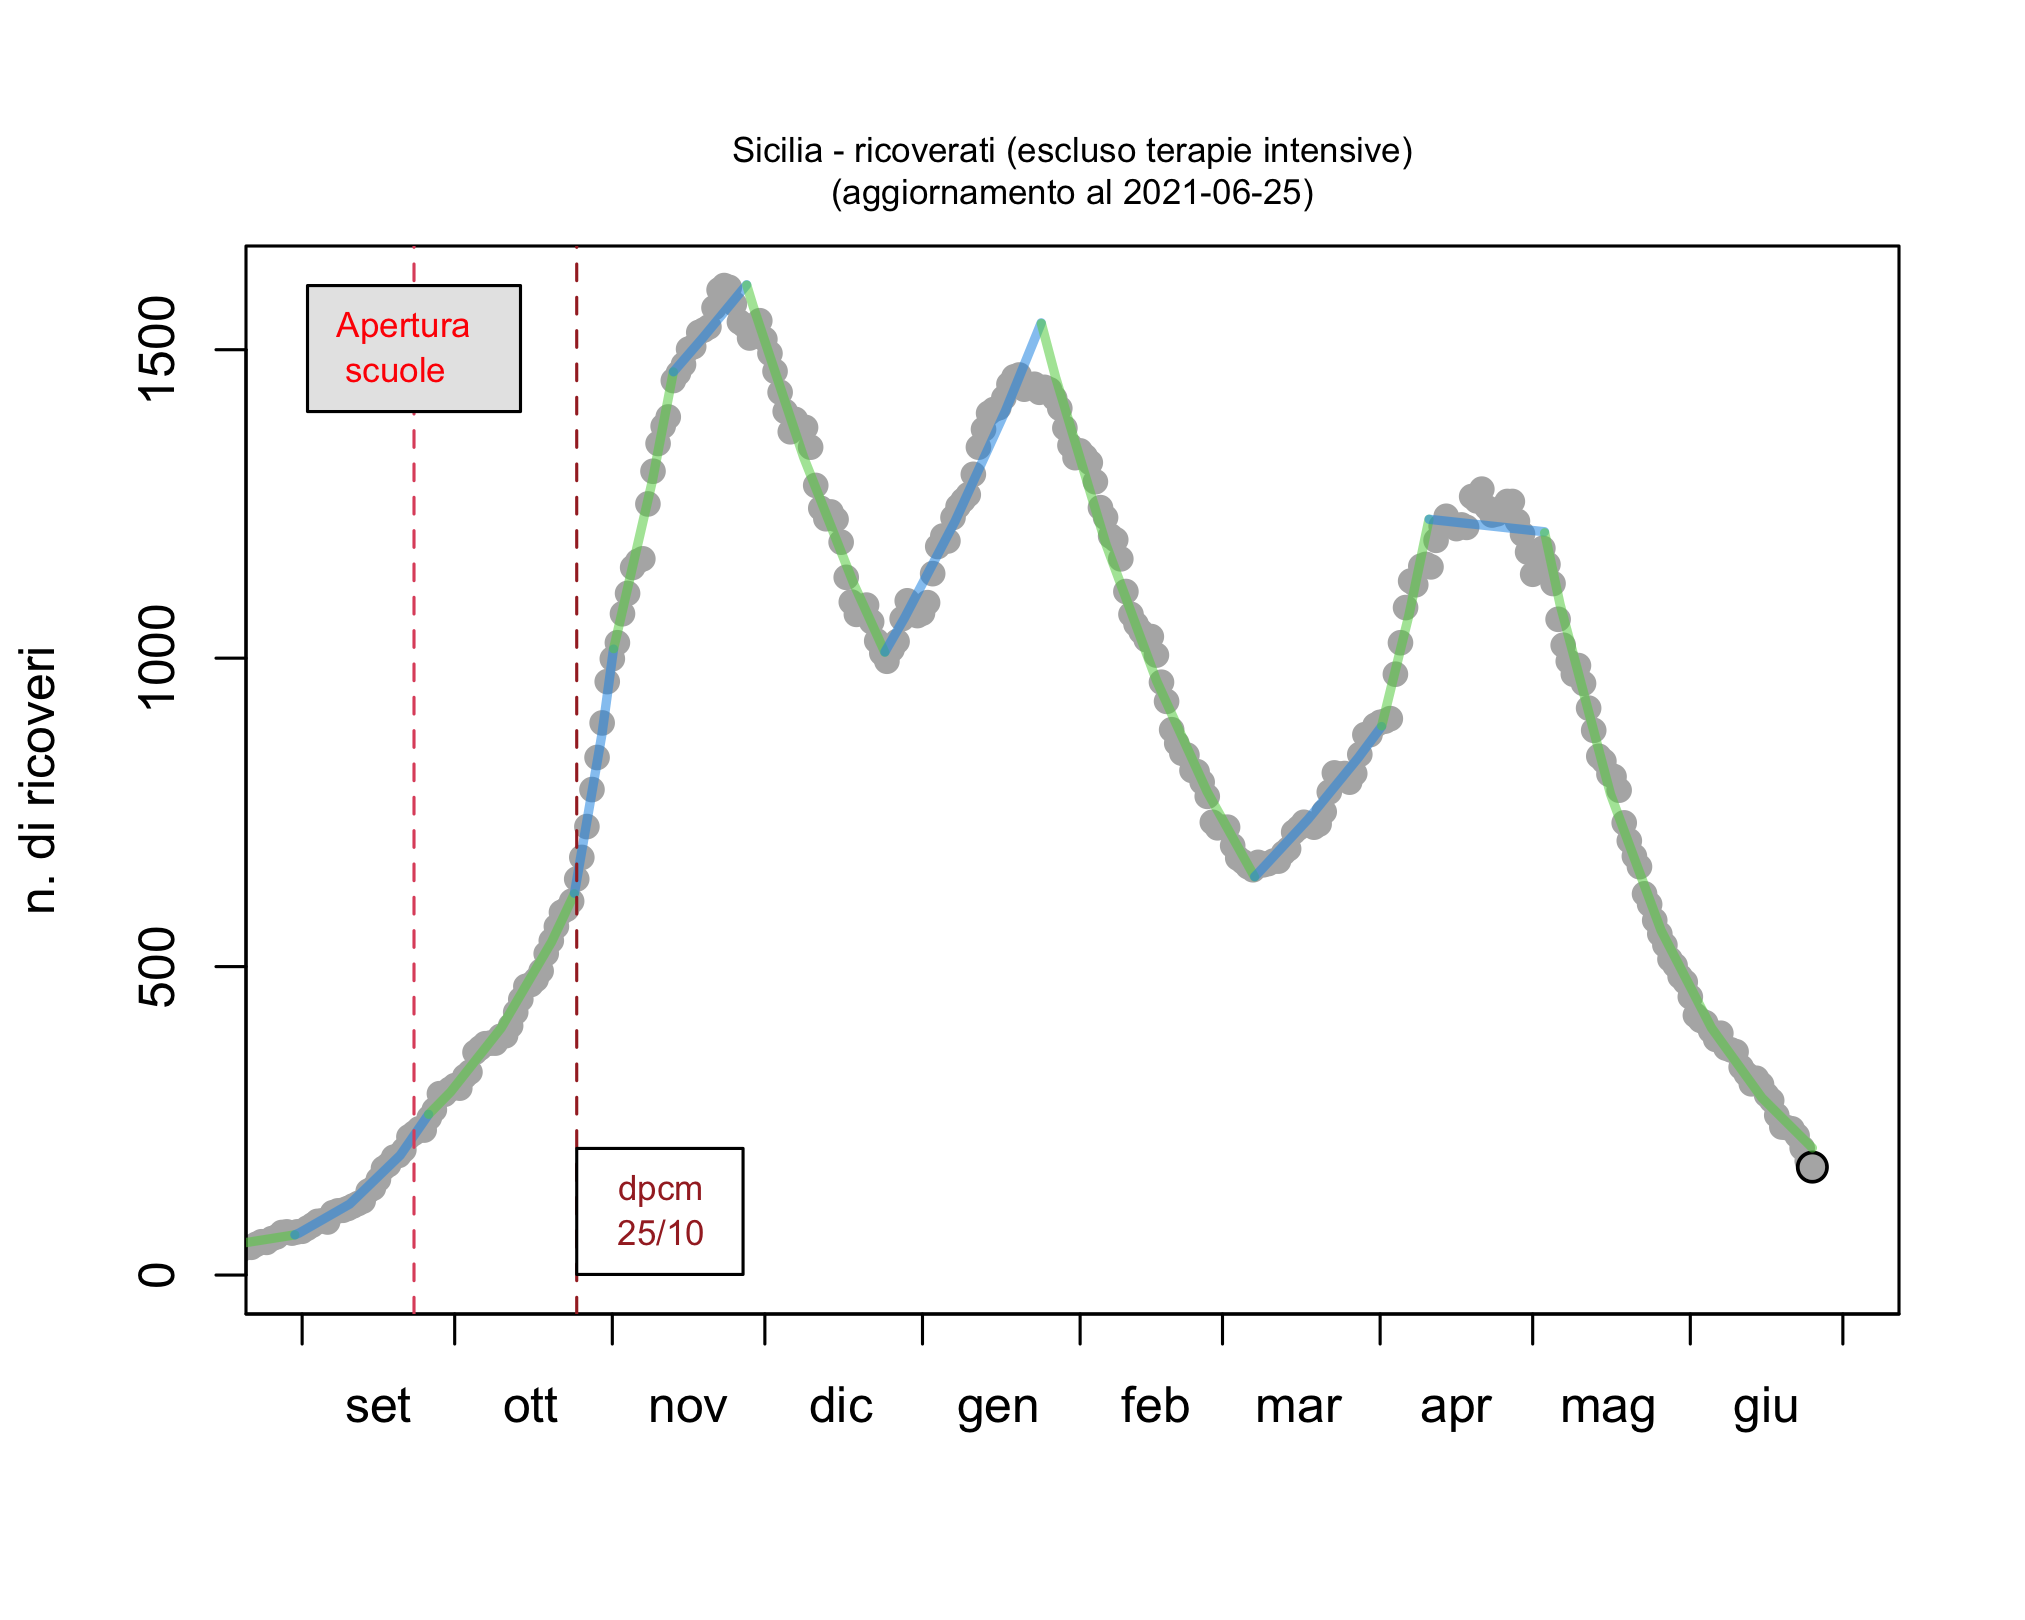 Sicilia - ricoverati (escluso terapie intensive)
(aggiornamento al 2021-06-25)
n. di ricoveri
1500
1000
500
0
Apertura
scuole
dpcm
25/10
set ott nov dic gen feb mar apr mag giu